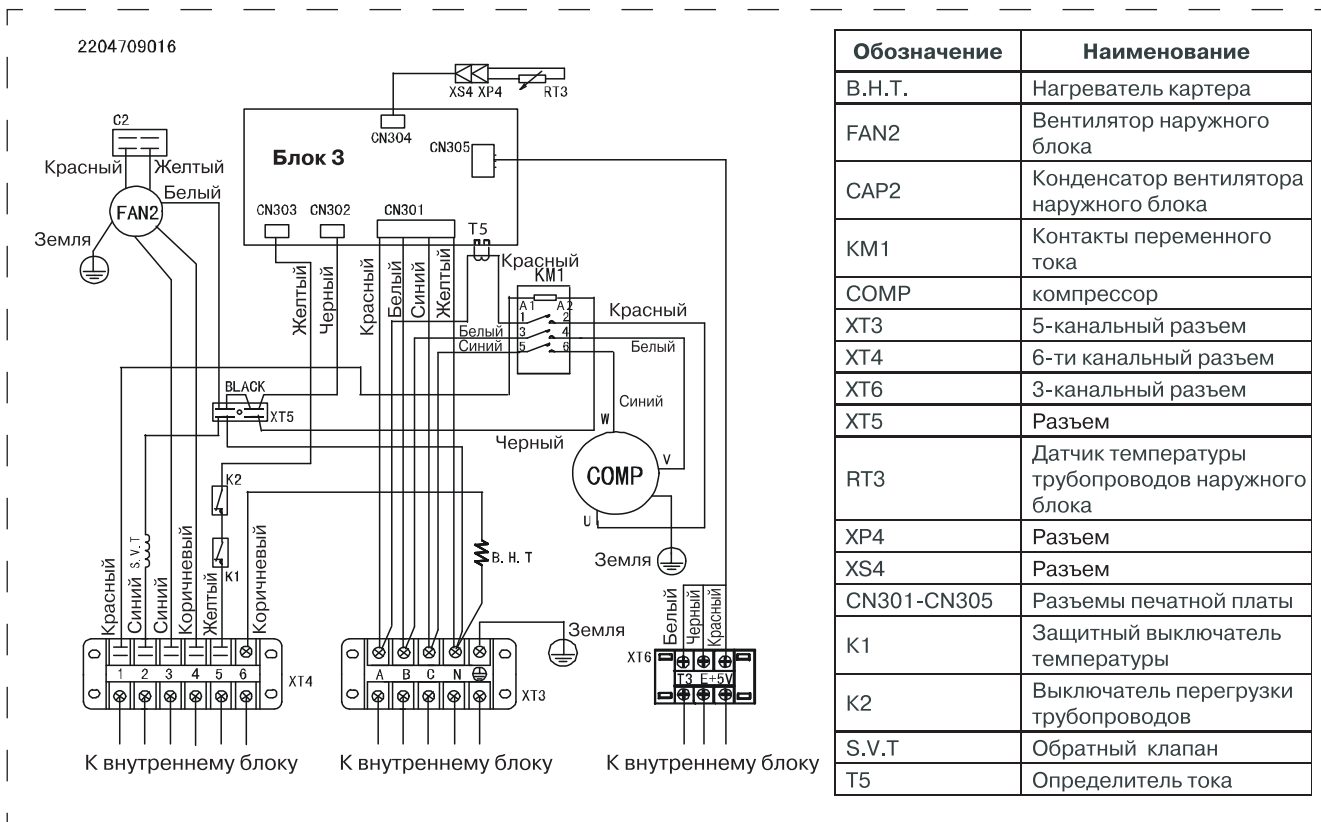 2204709016
XS4 XP4
RT3
C2
CN304
Блок 3
CN305
Красный
Желтый
Белый
FAN2
CN303
CN302
CN301
T5
Земля
Желтый
Черный
Красный
Белый
Синий
Желтый
Красный
KM1
A1
A2
1
2
Красный
Белый
3
4
Белый
Синий
5
6
BLACK
XT5
Синий
W
Черный
COMP
V
U
K2
K1
B.H.T
Земля
Красный
Синий
S.V.T
Синий
Коричневый
Желтый
Коричневый
Земля
Белый
Черный
Красный
1 2 3 4 5 6
XT4
A B C N
XT3
XT6
T3 E +5V
К внутреннему блоку
К внутреннему блоку
К внутреннему блоку
Обозначение Наименование
B.H.T. Нагреватель картера
FAN2 Вентилятор наружного
блока
CAP2 Конденсатор вентилятора
наружного блока
KM1 Контакты переменного
тока
COMP компрессор
XT3 5-канальный разъем
XT4 6-ти канальный разъем
XT6 3-канальный разъем
XT5 Разъем
RT3 Датчик температуры
трубопроводов наружного
блока
XP4 Разъем
XS4 Разъем
CN301-CN305 Разъемы печатной платы
K1 Защитный выключатель
температуры
K2 Выключатель перегрузки
трубопроводов
S.V.T Обратный клапан
T5 Определитель тока